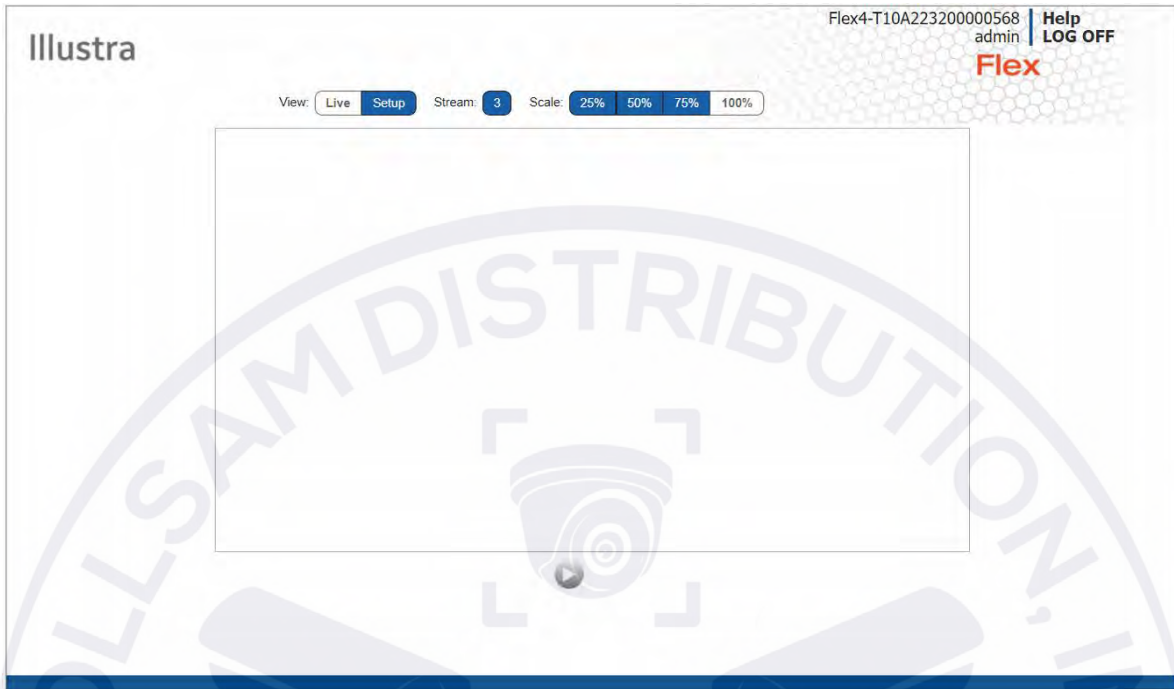 Flex4-T10A223200000568 Help
admin LOG OFF
Illustra
Flex
View: Live Setup Stream: 3 Scale: 25% 50% 75% 100%
OLLSAM DISTRIBUTION, I